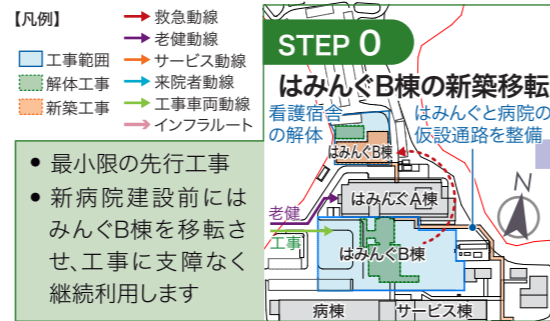 【凡例】
工事範囲
解体工事
新築工事
救急動線
老健動線
サービス動線
来院者動線
工事車両動線
インフラルート
● 最小限の先行工事
● 新病院建設前には
みんぐB棟を移転さ
せ、工事に支障なく
継続利用します
STEP 0
はみんぐB棟の新築移転
看護宿舎
の解体
はみんぐと病院の
仮設通路を整備
はみんぐB棟
はみんぐA棟
老健
工事
はみんぐB棟
病棟
サービス棟
N